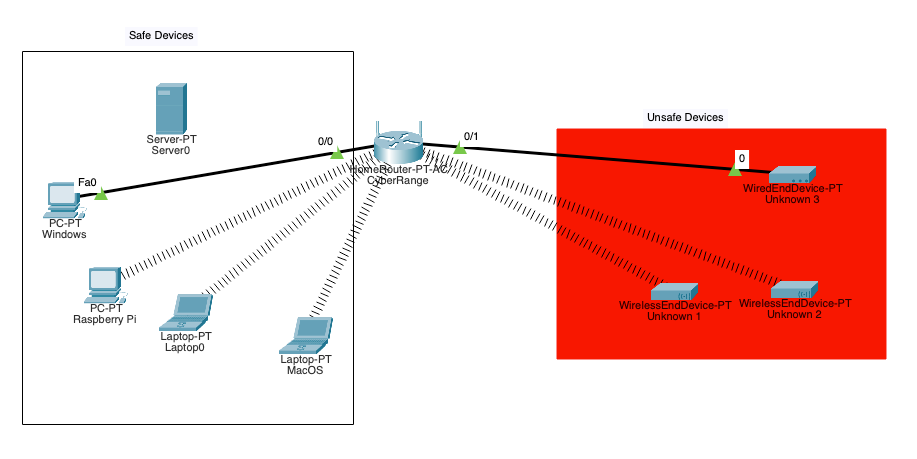 Safe Devices
Server-PT
Server0
0/0
0/1
HomeRouter-PT-AC
CyberRange
Fa0
PC-PT
Windows
PC-PT
Raspberry Pi
Laptop-PT
Laptop0
Laptop-PT
MacOS
Unsafe Devices
0
WiredEndDevice-PT
Unknown 3
WirelessEndDevice-PT
Unknown 1
WirelessEndDevice-PT
Unknown 2